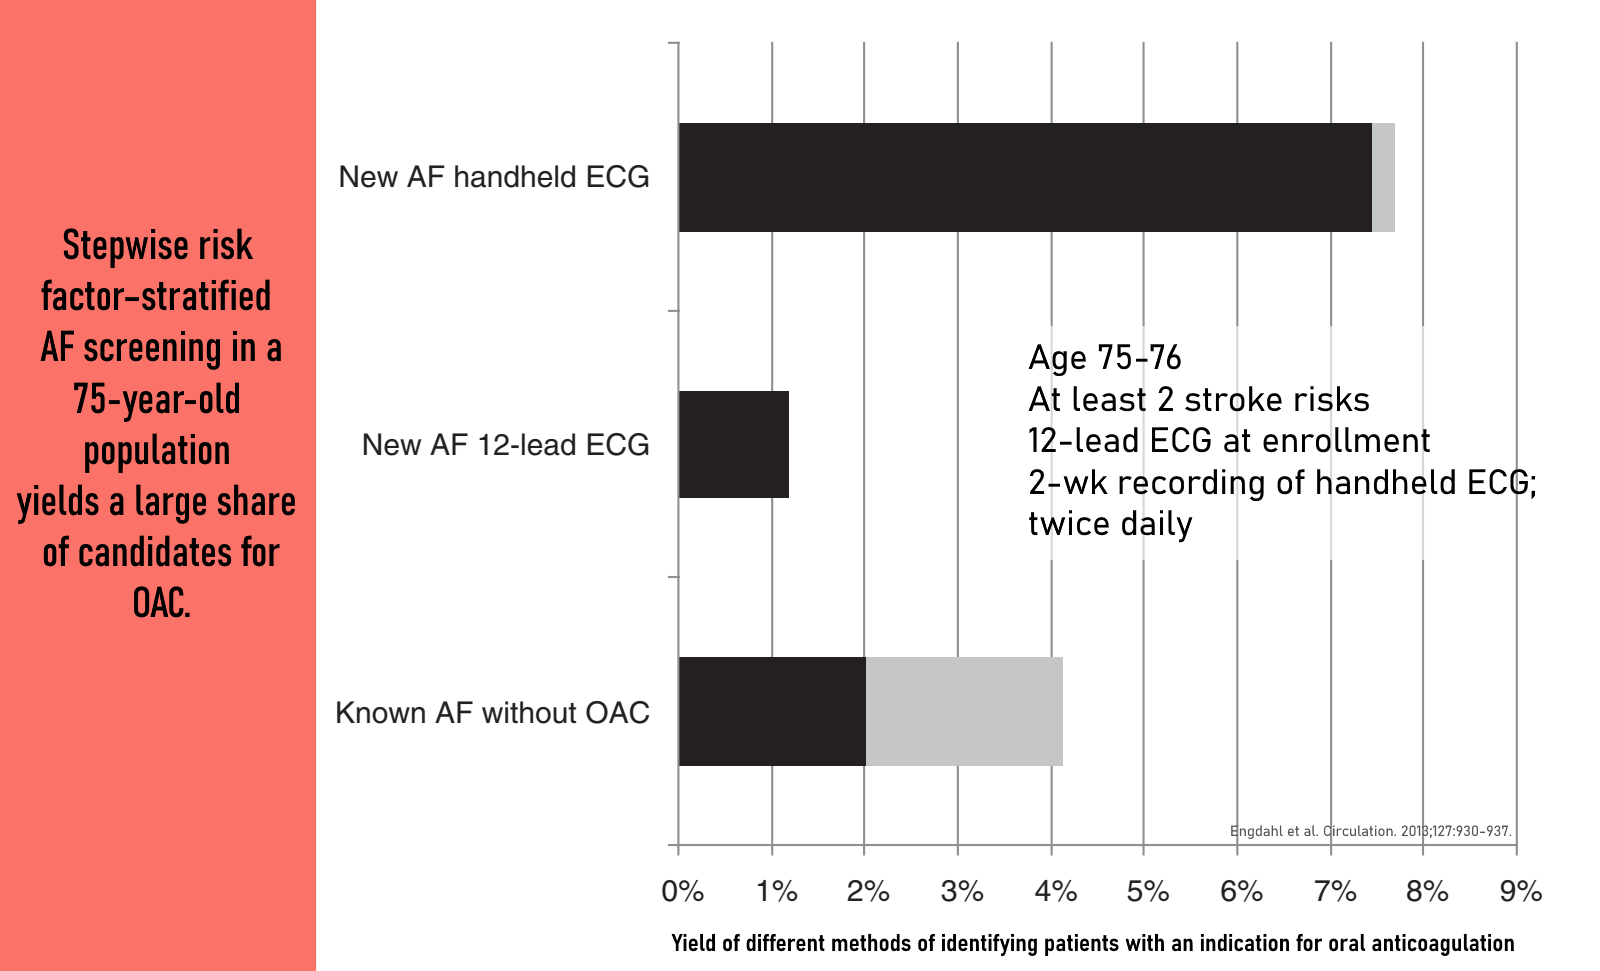 Stepwise risk
factor-stratified
AF screening in a
75-year-old
population
yields a large share
of candidates for
OAC.
New AF handheld ECG
New AF 12-lead ECG
Known AF without OAC
Age 75-76
At least 2 stroke risks
12-lead ECG at enrollment
2-wk recording of handheld ECG;
twice daily
Engdahl et al. Circulation. 2013;127:930-937.
0% 1% 2% 3% 4% 5% 6% 7% 8% 9%
Yield of different methods of identifying patients with an indication for oral anticoagulation